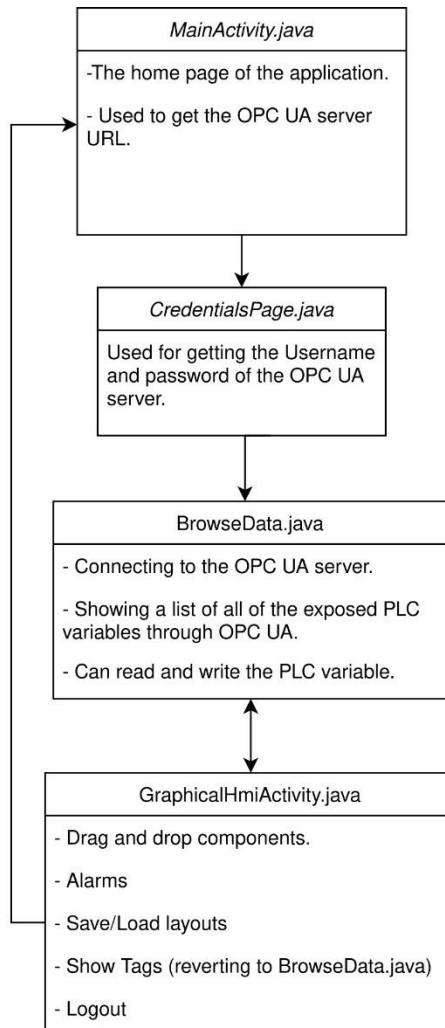 MainActivity.java
-The home page of the application.
- Used to get the OPC UA server
URL.
CredentialsPage.java
Used for getting the Username
and password of the OPC UA
server.
BrowseData.java
- Connecting to the OPC UA server.
- Showing a list of all of the exposed PLC
variables through OPC UA.
- Can read and write the PLC variable.
GraphicalHmiActivity.java
- Drag and drop components.
- Alarms
- Save/Load layouts
- Show Tags (reverting to BrowseData.java)
- Logout